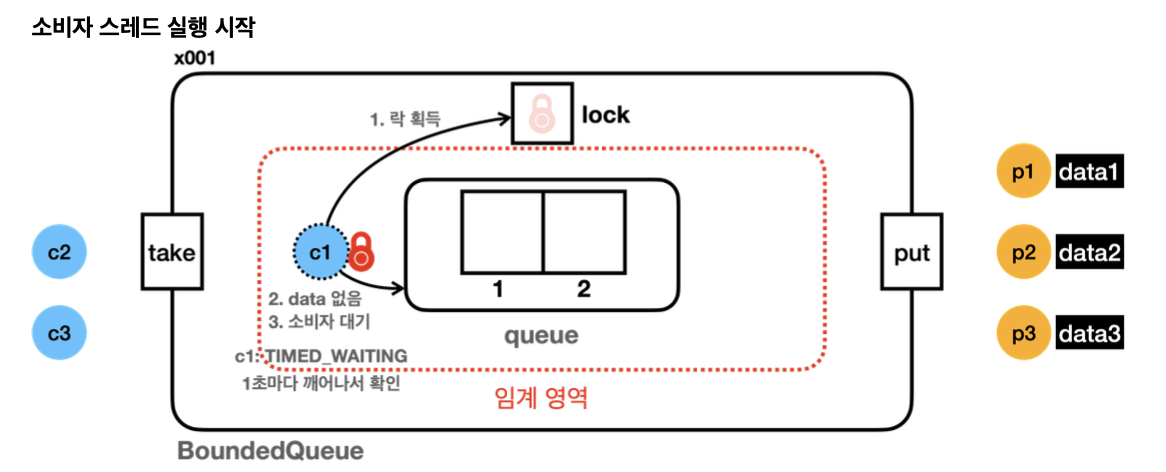 소비자 스레드 실행 시작
x001
1. 락 획득
lock
p1 data1
c2
take
c1
put
p2 data2
2. data 없음
3. 소비자 대기
1 2
queue
c3
p3 data3
c1: TIMED_WAITING
1초마다 깨어나서 확인
임계 영역
BoundedQueue